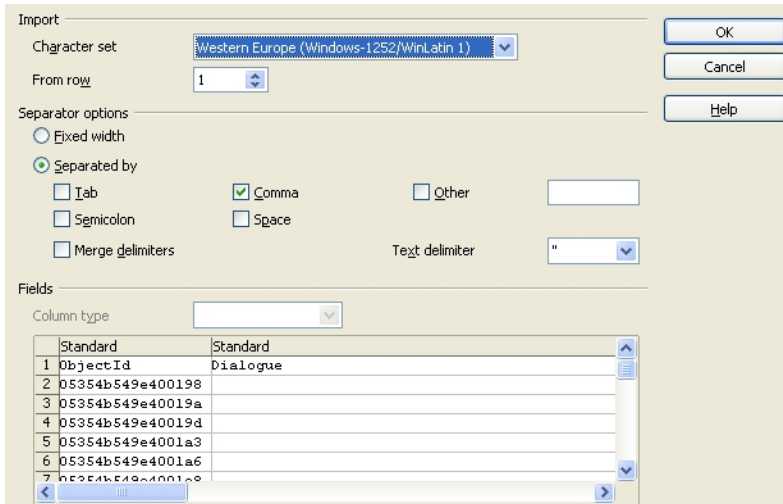 Import
Character set Western Europe (Windows-1252/WinLatin 1)
From row 1
OK
Cancel
Help
Separator options
Fixed width
Separated by
Tab Comma Other
Semicolon Space
Merge delimiters Text delimiter "
Fields
Column type
Standard Standard
1 ObjectId Dialogue
2 05354b549e400198
3 05354b549e40019a
4 05354b549e40019d
5 05354b549e4001a3
6 05354b549e4001a6
7 05354b549e4001a8